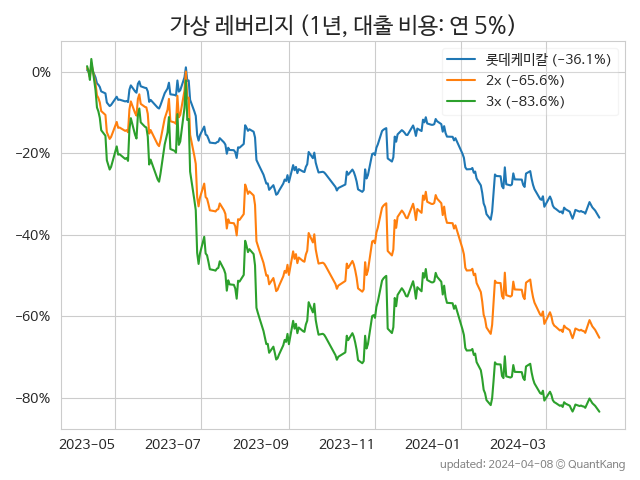 가상 레버리지 (1년, 대출 비용: 연 5%)
롯데케미칼 (−36.1%)
2x (−65.6%)
3x (−83.6%)
0%
−20%
−40%
−60%
−80%
2023-05 2023-07 2023-09 2023-11 2024-01 2024-03
updated: 2024-04-08 © QuantKang